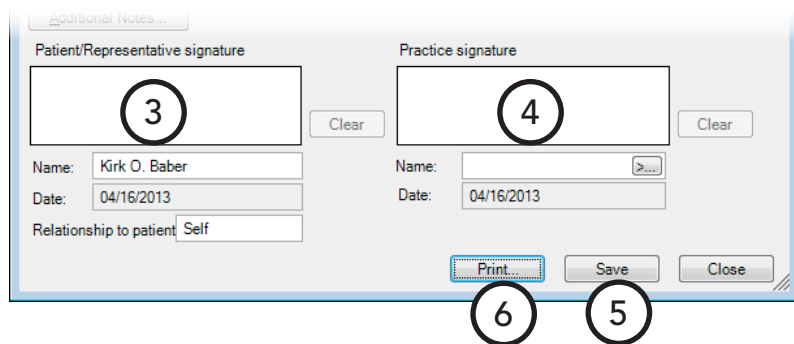 Additional Notes...
Patient/Representative signature Practice signature
3 Clear 4 Clear
Name: Kirk O. Baber Name: >...
Date: 04/16/2013 Date: 04/16/2013
Relationship to patient Self
Print... Save Close
6 5